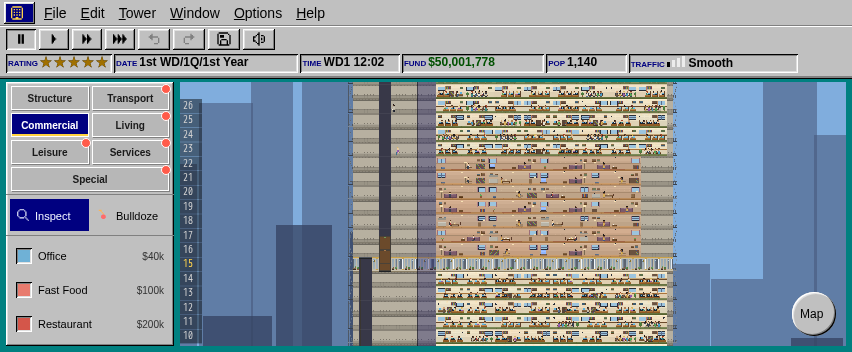 File Edit Tower Window Options Help
RATING DATE 1st WD/1Q/1st Year TIME WD1 12:02 FUND $50,001,778 POP 1,140 TRAFFIC Smooth
Structure Transport
Commercial Living
Leisure Services
Special
Inspect Bulldoze
Office $40k
Fast Food $100k
Restaurant $200k
26
25
24
23
22
21
20
19
18
17
16
15
14
13
12
11
10
Map